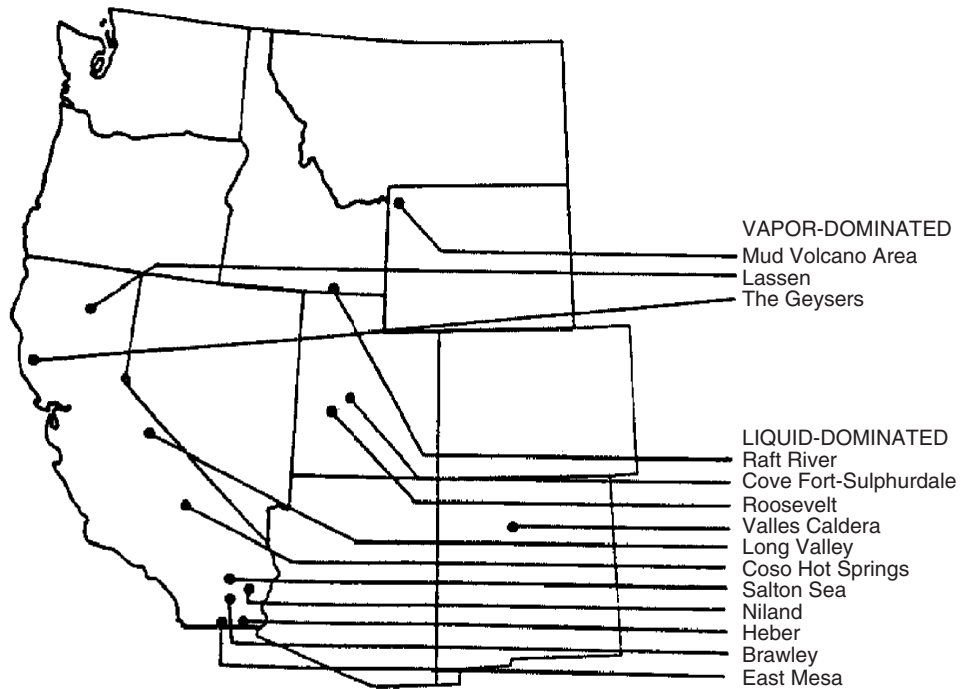 VAPOR-DOMINATED
Mud Volcano Area
Lassen
The Geysers
LIQUID-DOMINATED
Raft River
Cove Fort-Sulphurdale
Roosevelt
Valles Caldera
Long Valley
Coso Hot Springs
Salton Sea
Niland
Heber
Brawley
East Mesa